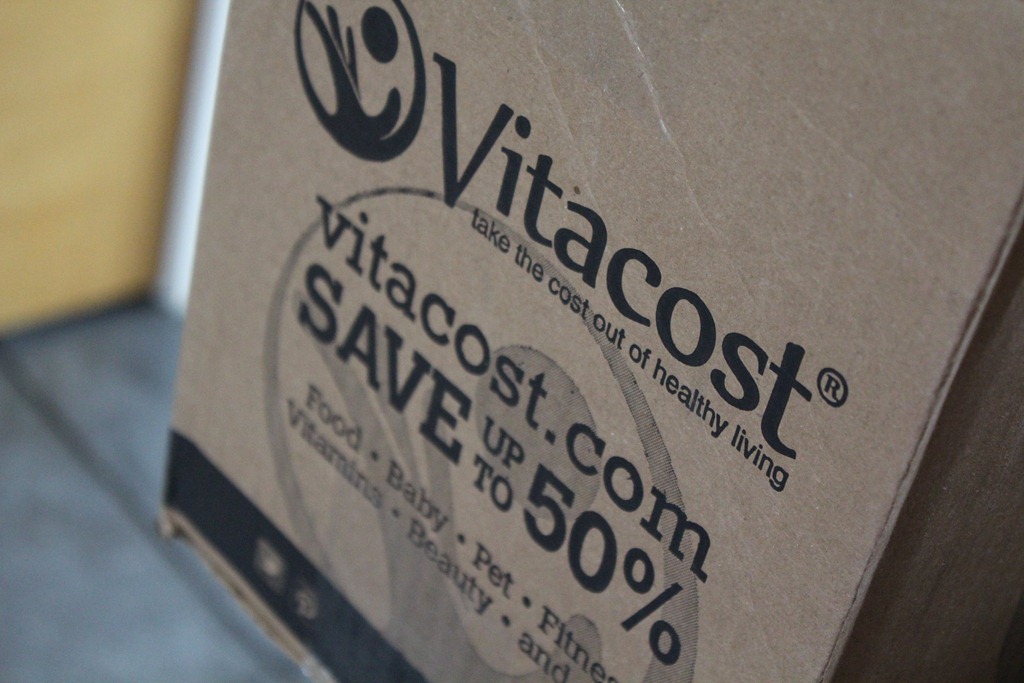 Vitacost®
take the cost out of healthy living
vitacost.com
SAVE UP TO 50%
Food • Baby • Pet • Fitnes
Vitamins • Beauty • and